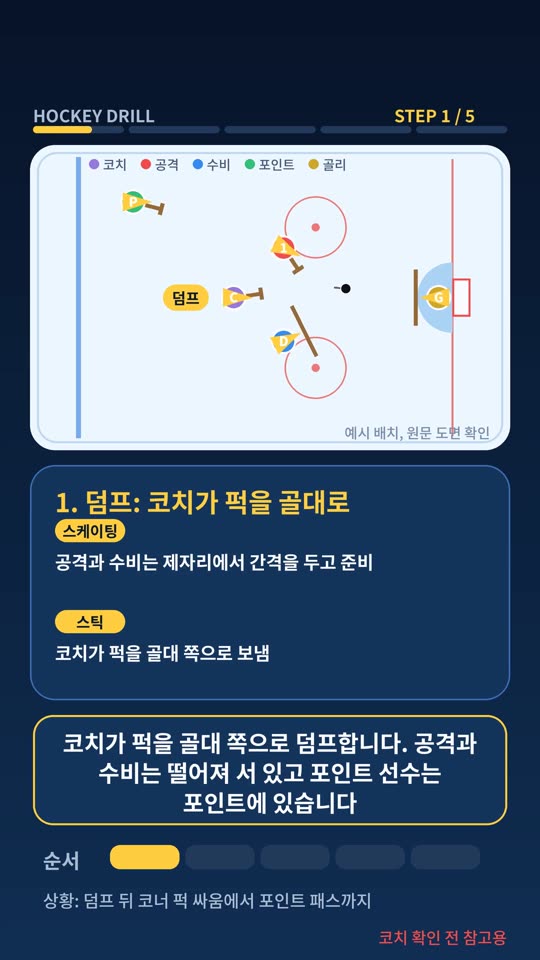 HOCKEY DRILL
STEP 1 / 5
코치
공격
수비
포인트
골리
P
1
덤프
C
G
D
예시 배치, 원문 도면 확인
1. 덤프: 코치가 퍽을 골대로
스케이팅
공격과 수비는 제자리에서 간격을 두고 준비
스틱
코치가 퍽을 골대 쪽으로 보냄
코치가 퍽을 골대 쪽으로 덤프합니다. 공격과
수비는 떨어져 서 있고 포인트 선수는
포인트에 있습니다
순서
상황: 덤프 뒤 코너 퍽 싸움에서 포인트 패스까지
코치 확인 전 참고용